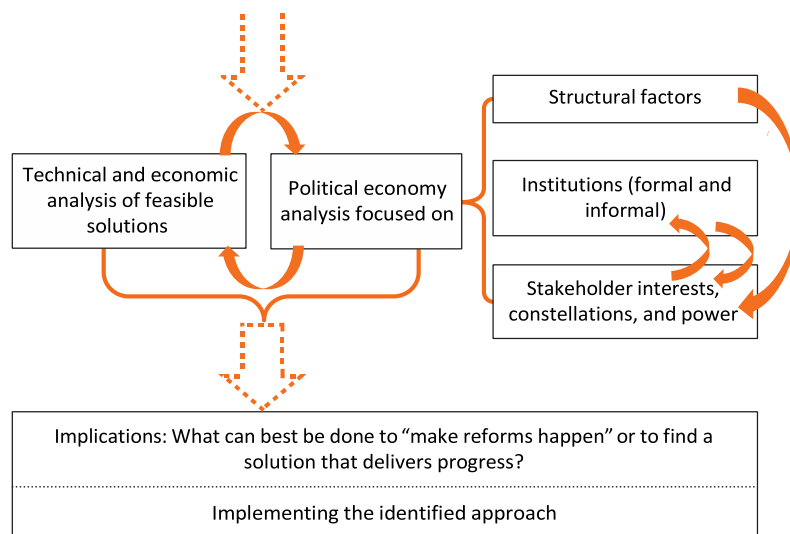 Structural factors
Technical and economic
analysis of feasible
solutions
Political economy
analysis focused on
Institutions (formal and
informal)
Stakeholder interests,
constellations, and power
Implications: What can best be done to “make reforms happen” or to find a
solution that delivers progress?
Implementing the identified approach